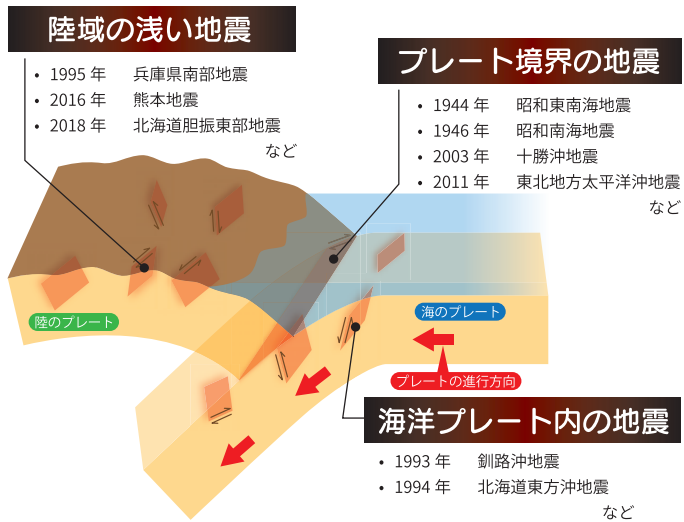 陸域の浅い地震
• 1995 年 兵庫県南部地震
• 2016 年 熊本地震
• 2018 年 北海道胆振東部地震
など
プレート境界の地震
• 1944 年 昭和東南海地震
• 1946 年 昭和南海地震
• 2003 年 十勝沖地震
• 2011 年 東北地方太平洋沖地震
など
陸のプレート
海のプレート
プレートの進行方向
海洋プレート内の地震
• 1993 年 釧路沖地震
• 1994 年 北海道東方沖地震
など